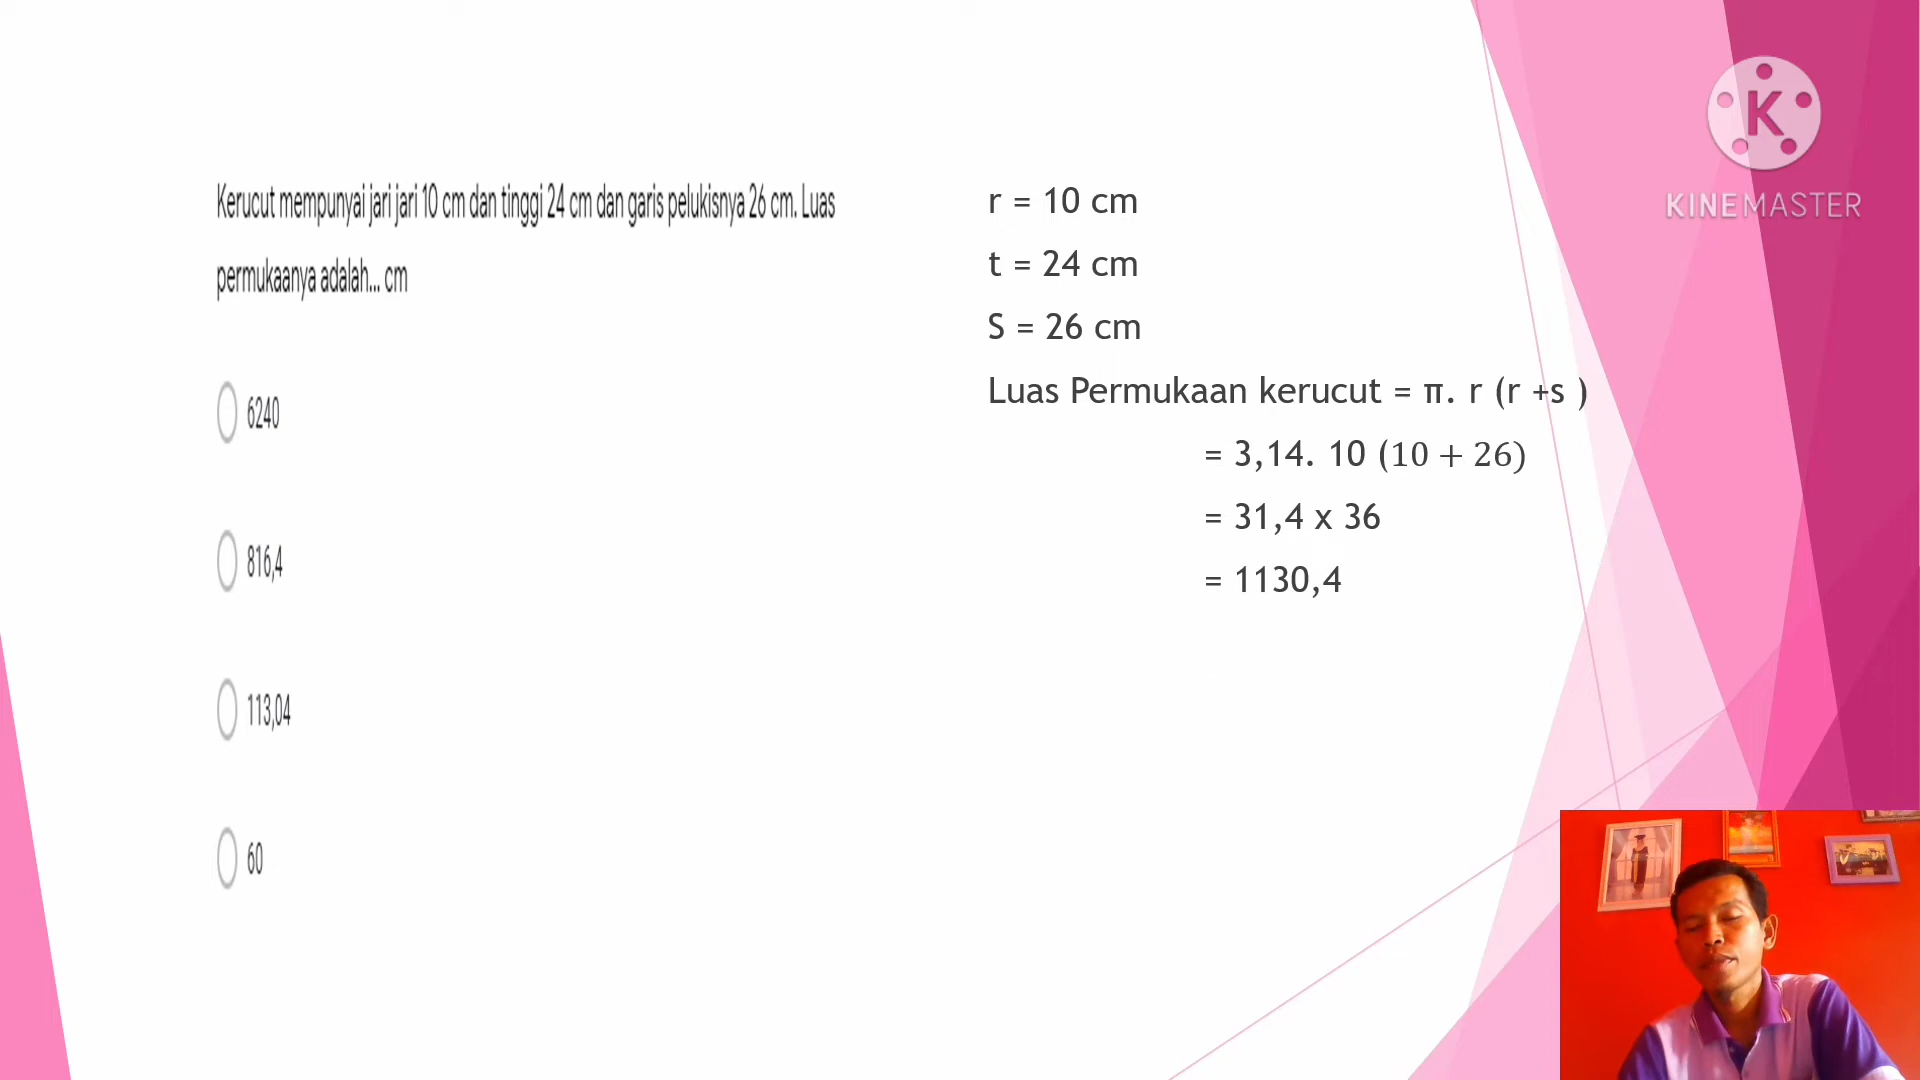 Kerucut mempunyai jari jari 10 cm dan tinggi 24 cm dan garis pelukisnya 26 cm. Luas
permukaanya adalah... cm
6240
816,4
113,04
60
r = 10 cm
t = 24 cm
S = 26 cm
Luas Permukaan kerucut = π. r (r +s )
= 3,14. 10 (10 + 26)
= 31,4 x 36
= 1130,4
K
KINEMASTER